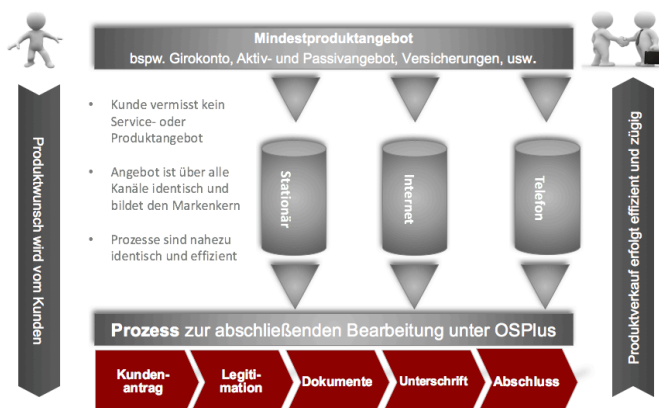 Mindestproduktangebot
bspw. Girokonto, Aktiv- und Passivangebot, Versicherungen, usw.
Produktwunsch wird vom Kunden
• Kunde vermisst kein
Service- oder
Produktangebot
• Angebot ist über alle
Kanäle identisch und
bildet den Markenkern
• Prozesse sind nahezu
identisch und effizient
Stationär
Internet
Telefon
Produktverkauf erfolgt effizient und zügig
Prozess zur abschließenden Bearbeitung unter OSPlus
Kunden-
antrag
Legiti-
mation
Dokumente
Unterschrift
Abschluss